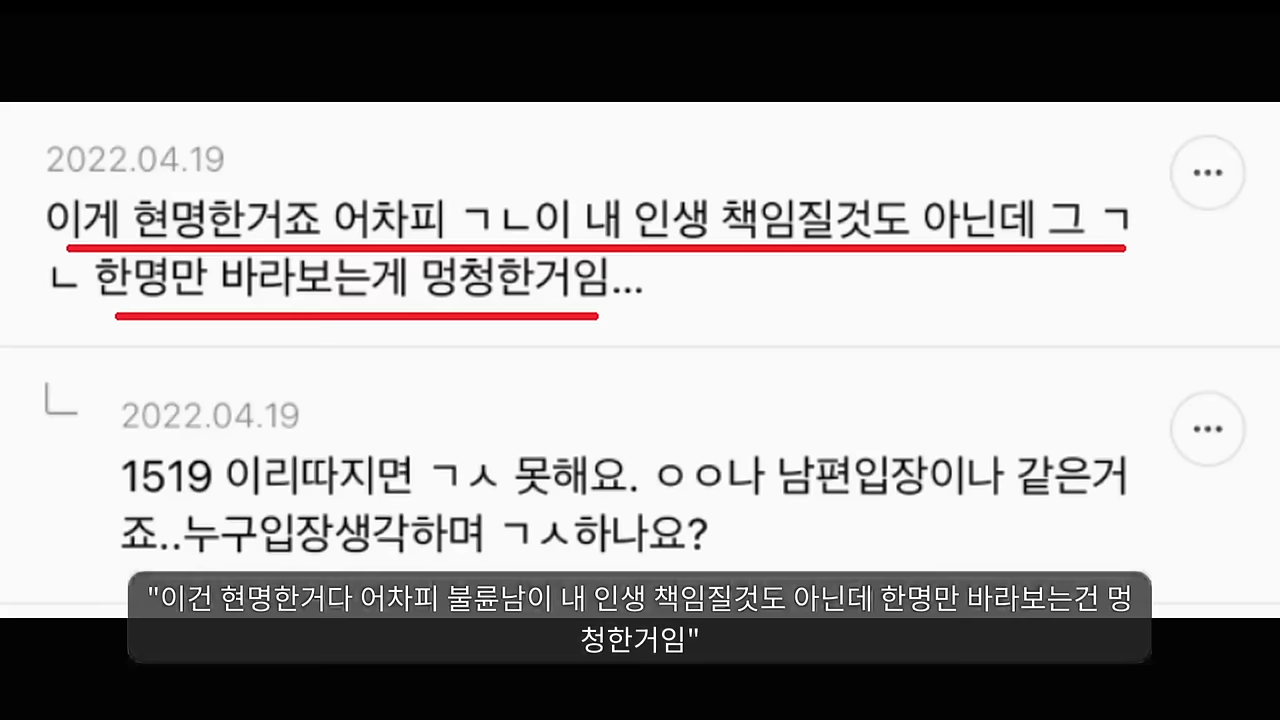 2022.04.19
이게 현명한거죠 어차피 ㄱㄴ이 내 인생 책임질것도 아닌데 그 ㄱ
ㄴ 한명만 바라보는게 멍청한거임...
2022.04.19
1519 이리따지면 ㄱㅅ 못해요. ㅇㅇ나 남편입장이나 같은거
죠..누구입장생각하며 ㄱㅅ하나요?
"이건 현명한거다 어차피 불륜남이 내 인생 책임질것도 아닌데 한명만 바라보는건 멍
청한거임"